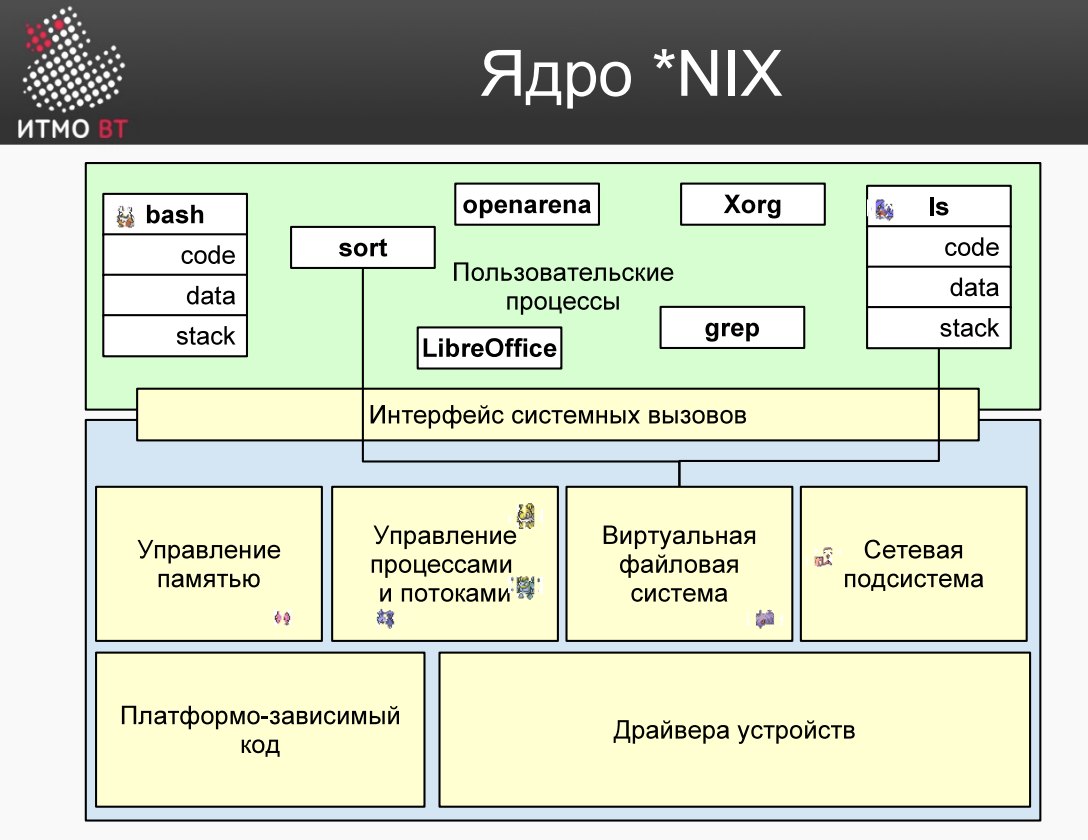 Ядро *NIX
ИТМО ВТ
bash
code
data
stack
sort
openarena
Xorg
ls
code
data
stack
Пользовательские
процессы
LibreOffice
grep
Интерфейс системных вызовов
Управление
памятью
Управление
процессами
и потоками
Виртуальная
файловая
система
Сетевая
подсистема
Платформо-зависимый
код
Драйвера устройств